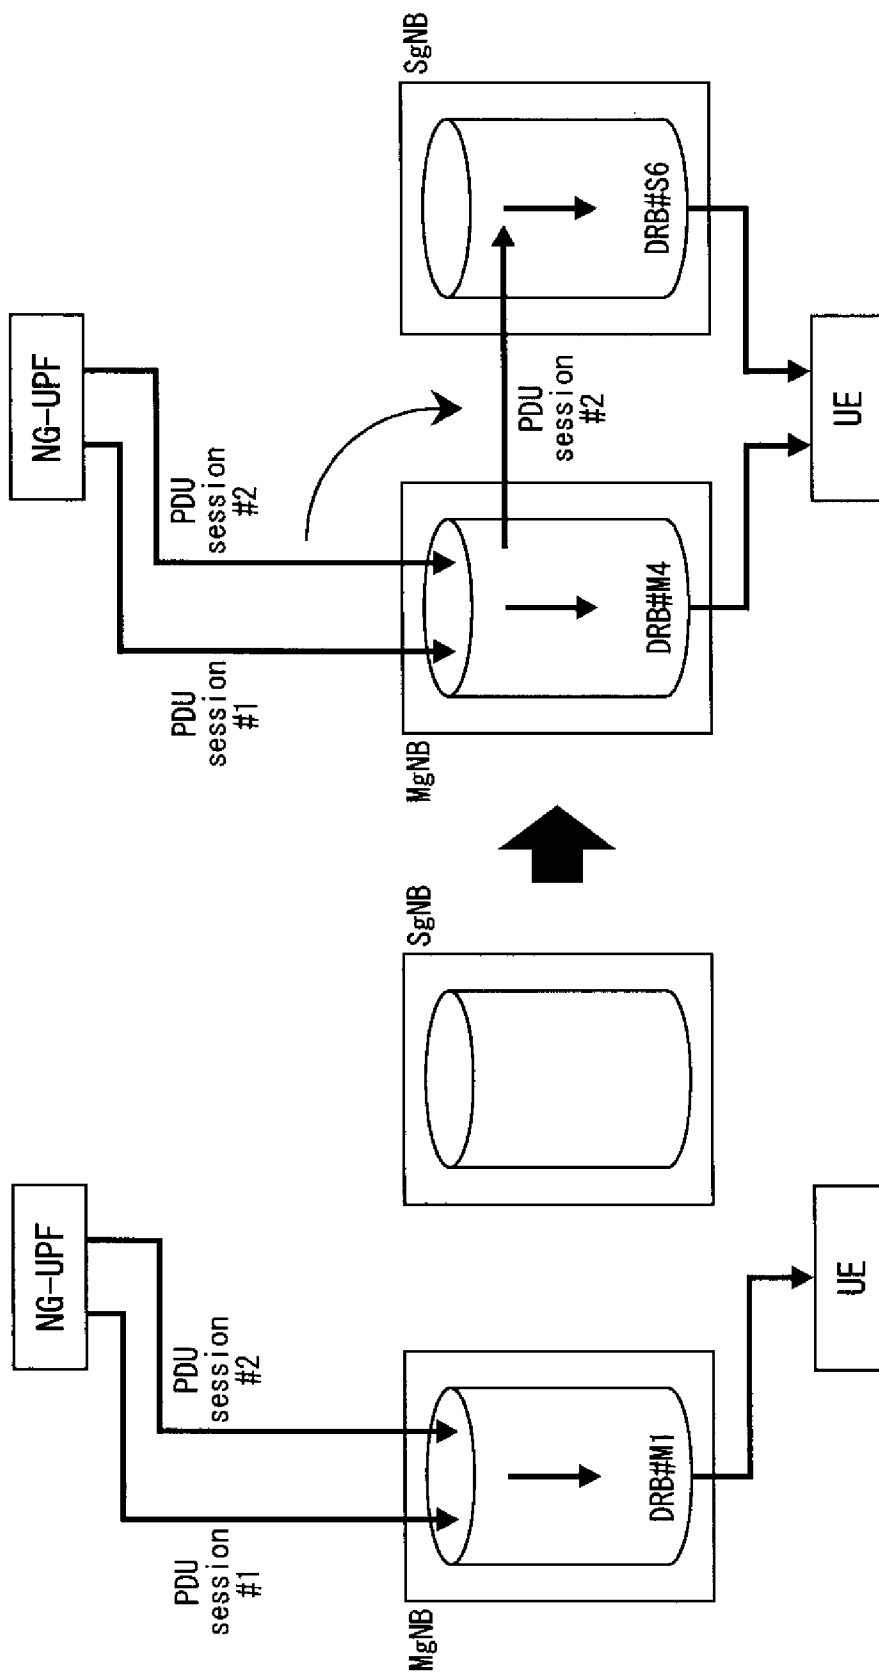 NG-UPF
PDU
session
#1
PDU
session
#2
MgNB
SgNB
DRB#M1
UE
NG-UPF
PDU
session
#1
PDU
session
#2
MgNB
SgNB
PDU
session
#2
DRB#M4
DRB#S6
UE